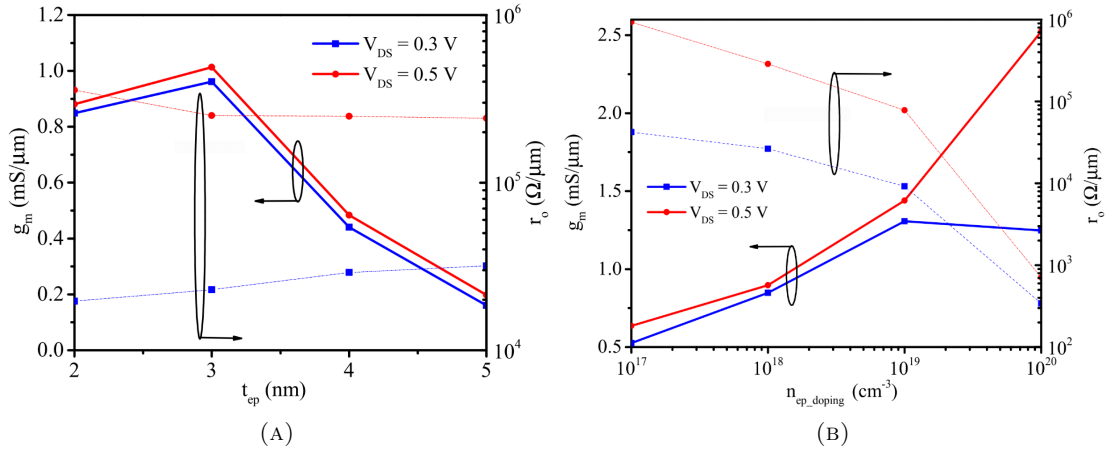 1.2
1.0
0.8
0.6
0.4
0.2
0.0
g_m (mS/μm)
V_DS = 0.3 V
V_DS = 0.5 V
10^6
10^5
10^4
r_o (Ω/μm)
2 3 4 5
t_ep (nm)
(A)
2.5
2.0
1.5
1.0
0.5
g_m (mS/μm)
V_DS = 0.3 V
V_DS = 0.5 V
10^6
10^5
10^4
10^3
10^2
r_o (Ω/μm)
10^17 10^18 10^19 10^20
n_ep_doping (cm^-3)
(B)